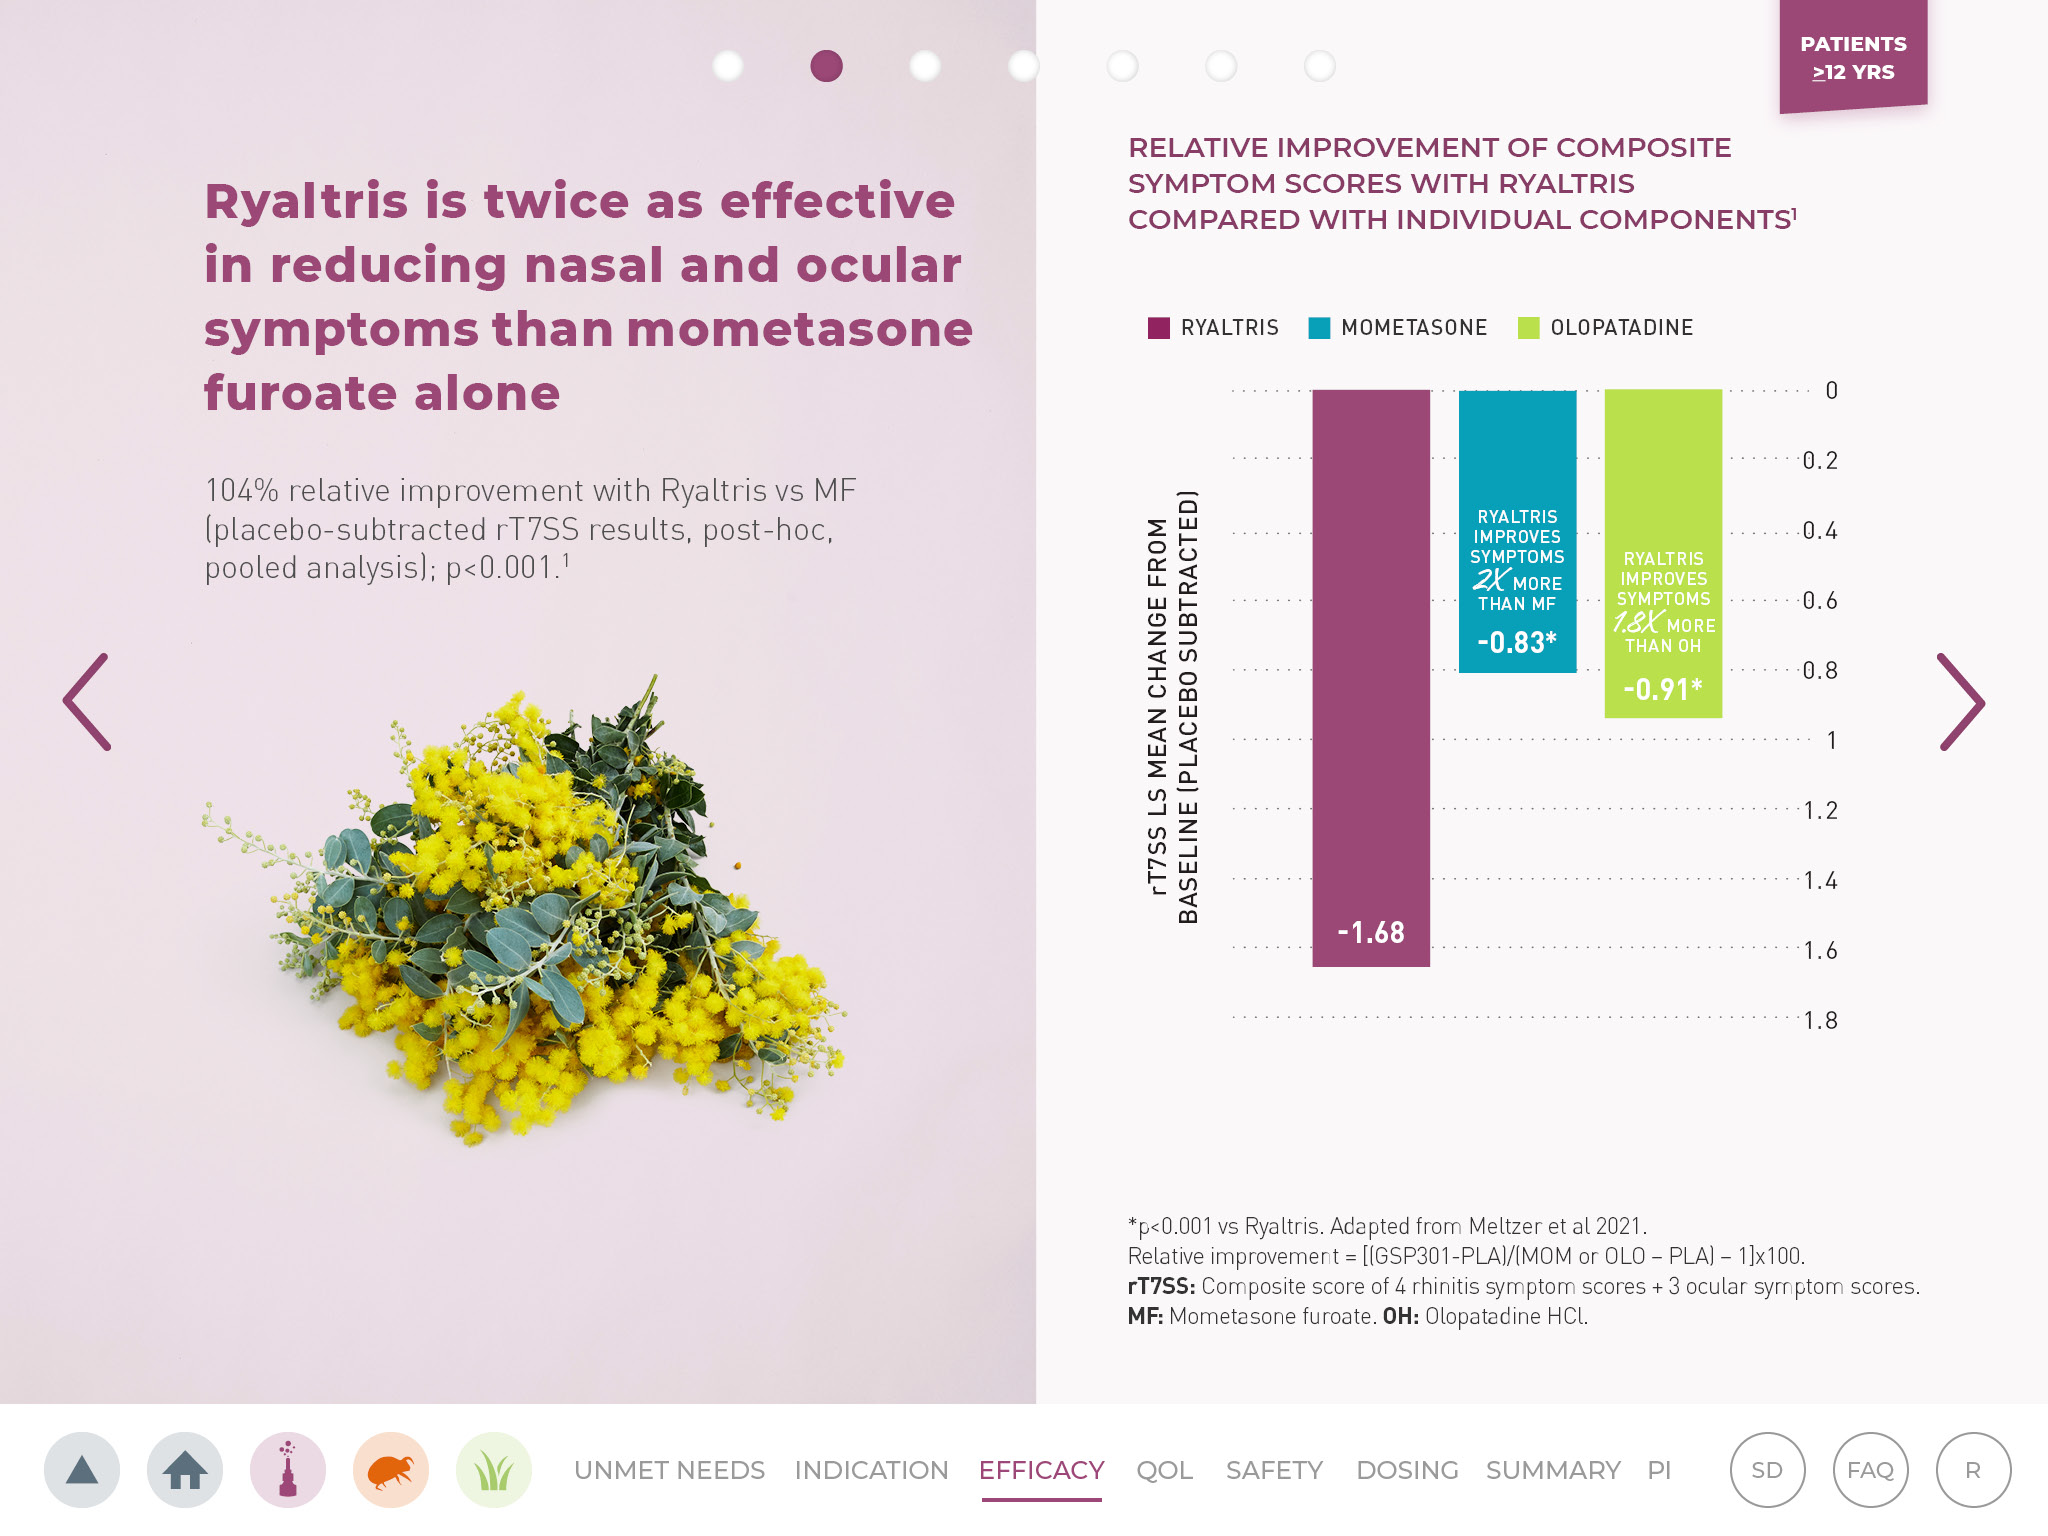 PATIENTS
≥12 YRS
Ryaltris is twice as effective
in reducing nasal and ocular
symptoms than mometasone
furoate alone
104% relative improvement with Ryaltris vs MF
(placebo-subtracted rT7SS results, post-hoc,
pooled analysis); p<0.001.¹
RELATIVE IMPROVEMENT OF COMPOSITE
SYMPTOM SCORES WITH RYALTRIS
COMPARED WITH INDIVIDUAL COMPONENTS¹
RYALTRIS MOMETASONE OLOPATADINE
rT7SS LS MEAN CHANGE FROM
BASELINE (PLACEBO SUBTRACTED)
0
0.2
0.4
0.6
0.8
1
1.2
1.4
1.6
1.8
-1.68
RYALTRIS
IMPROVES
SYMPTOMS
2X MORE
THAN MF
-0.83*
RYALTRIS
IMPROVES
SYMPTOMS
1.8X MORE
THAN OH
-0.91*
*p<0.001 vs Ryaltris. Adapted from Meltzer et al 2021.
Relative improvement = [(GSP301-PLA)/(MOM or OLO – PLA) – 1]x100.
rT7SS: Composite score of 4 rhinitis symptom scores + 3 ocular symptom scores.
MF: Mometasone furoate. OH: Olopatadine HCl.
UNMET NEEDS INDICATION EFFICACY QOL SAFETY DOSING SUMMARY PI SD FAQ R